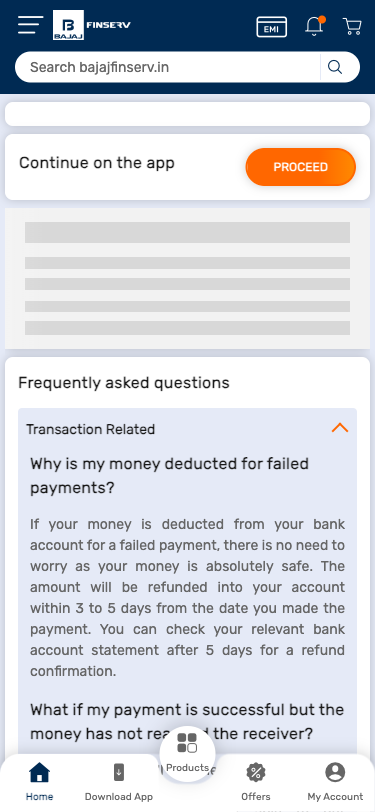 B
BAJAJ
FINSERV
EMI
Search bajajfinserv.in
Continue on the app
PROCEED
Frequently asked questions
Transaction Related
Why is my money deducted for failed
payments?
If your money is deducted from your bank
account for a failed payment, there is no need to
worry as your money is absolutely safe. The
amount will be refunded into your account
within 3 to 5 days from the date you made the
payment. You can check your relevant bank
account statement after 5 days for a refund
confirmation.
What if my payment is successful but the
money has not the receiver?
Products
Home
Download App
Offers
My Account